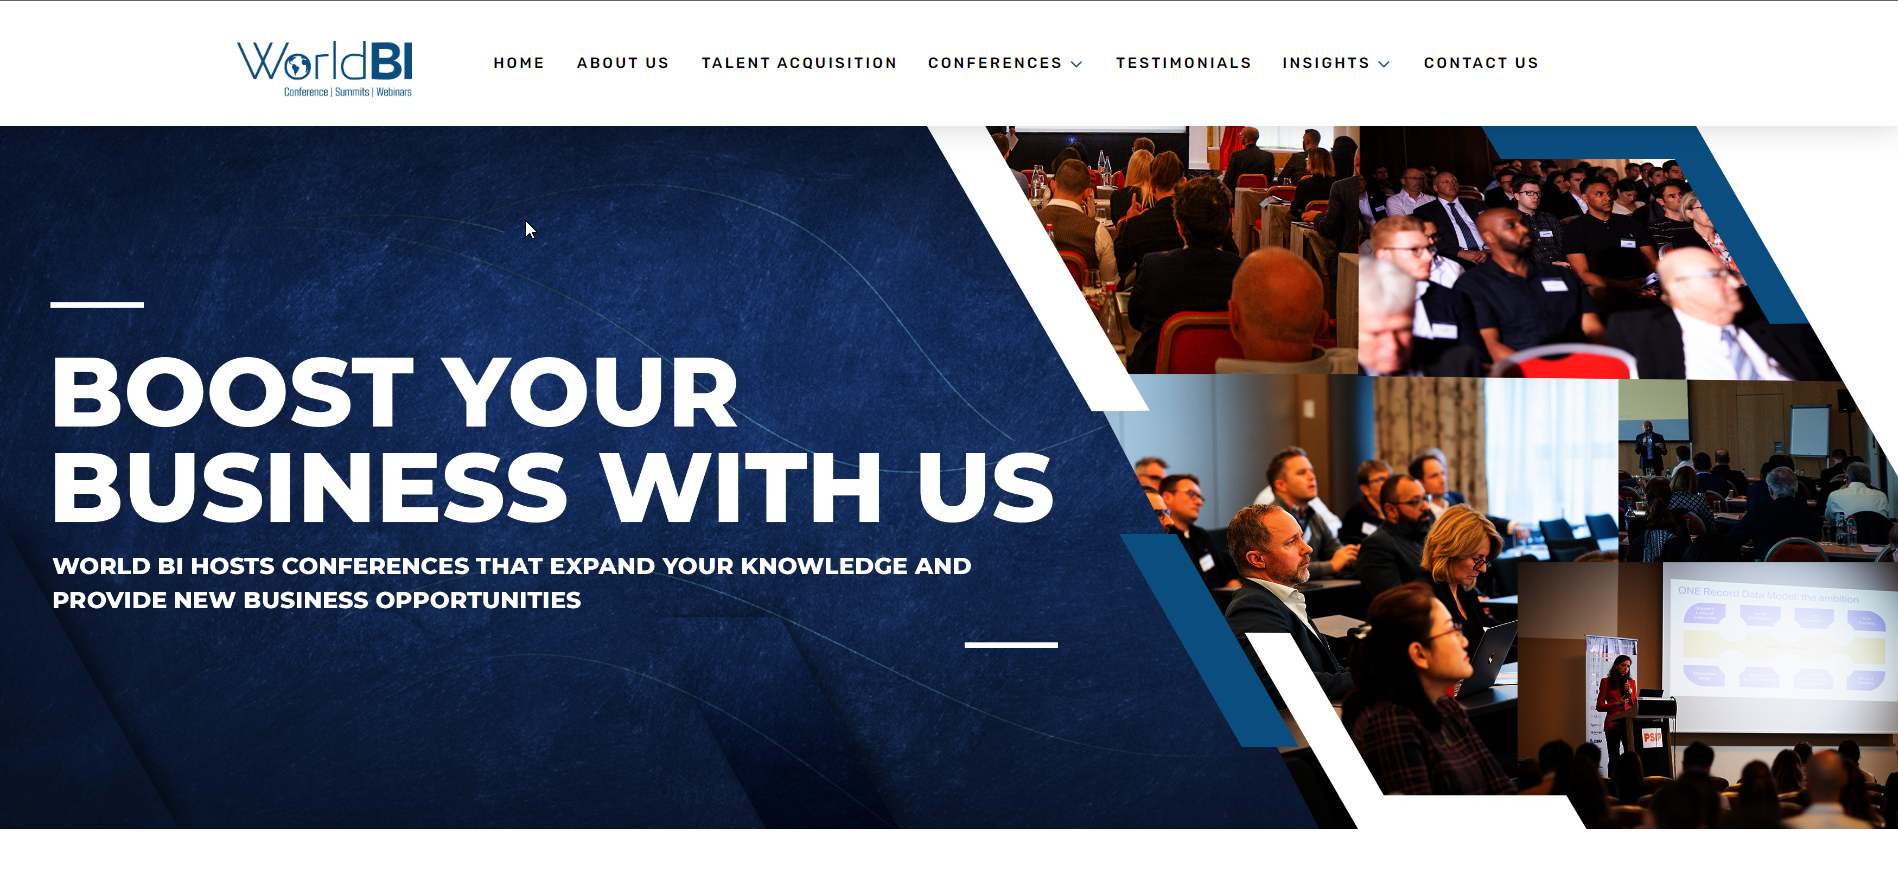 WorldBI
Conference | Summits | Webinars
HOME
ABOUT US
TALENT ACQUISITION
CONFERENCES
TESTIMONIALS
INSIGHTS
CONTACT US
BOOST YOUR
BUSINESS WITH US
WORLD BI HOSTS CONFERENCES THAT EXPAND YOUR KNOWLEDGE AND
PROVIDE NEW BUSINESS OPPORTUNITIES
ONE Record Data Model: the ambition